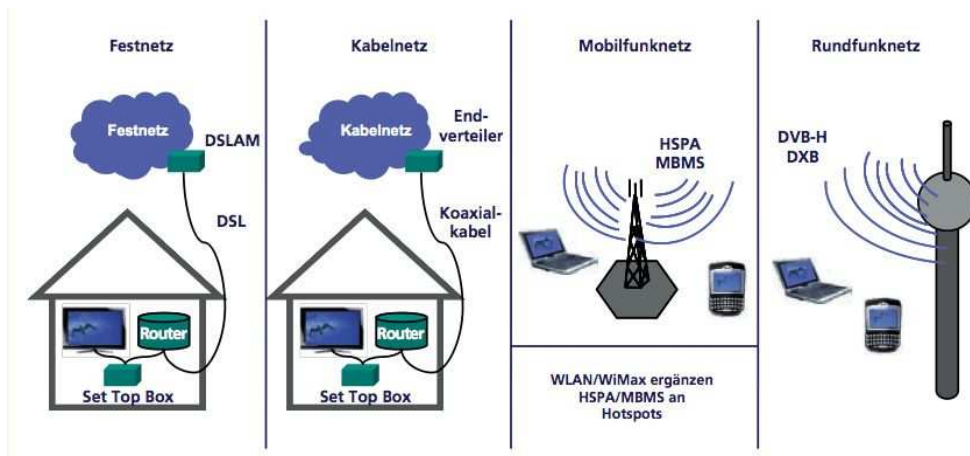 Festnetz
Festnetz
DSLAM
DSL
Router
Set Top Box
Kabelnetz
Kabelnetz
End-
verteiler
Koaxial-
kabel
Router
Set Top Box
Mobilfunknetz
HSPA
MBMS
WLAN/WiMax ergänzen
HSPA/MBMS an
Hotspots
Rundfunknetz
DVB-H
DXB